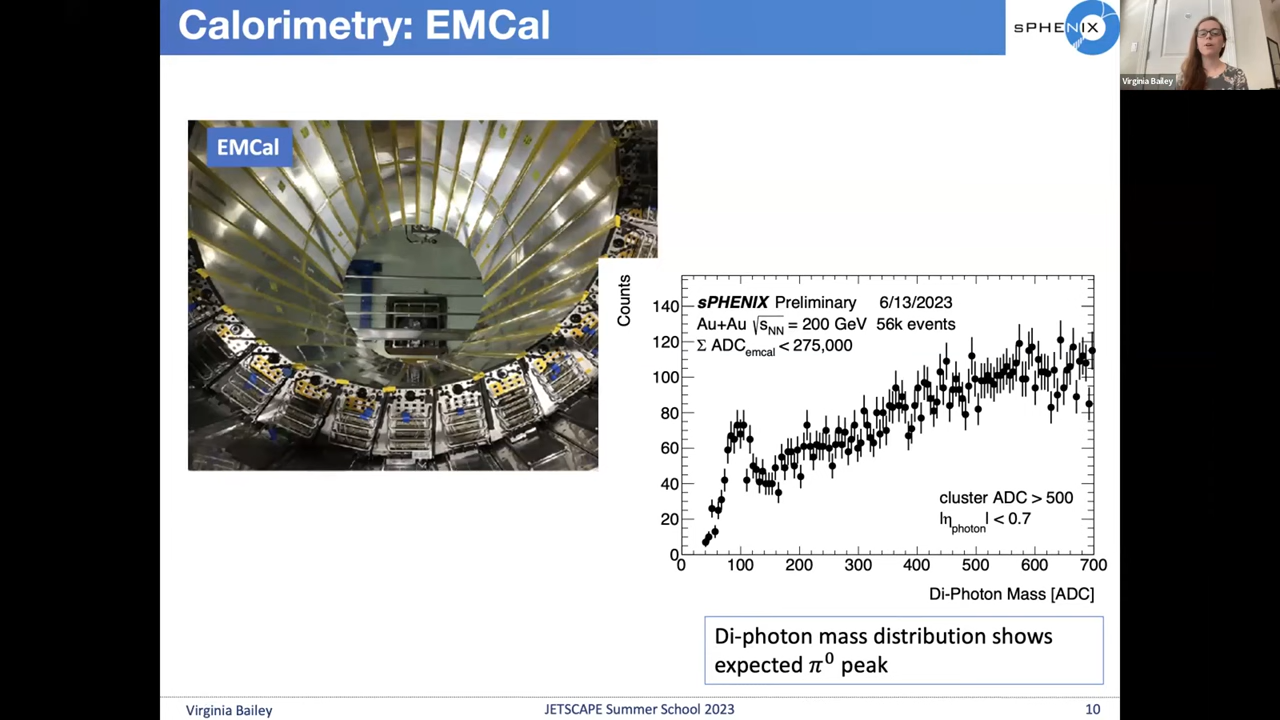 Calorimetry: EMCal
sPHENIX
Virginia Bailey
EMCal
Counts
sPHENIX Preliminary 6/13/2023
Au+Au √sNN = 200 GeV 56k events
Σ ADCemcal < 275,000
140
120
100
80
60
40
20
0
cluster ADC > 500
|ηphoton| < 0.7
0 100 200 300 400 500 600 700
Di-Photon Mass [ADC]
Di-photon mass distribution shows
expected π⁰ peak
Virginia Bailey JETSCAPE Summer School 2023 10